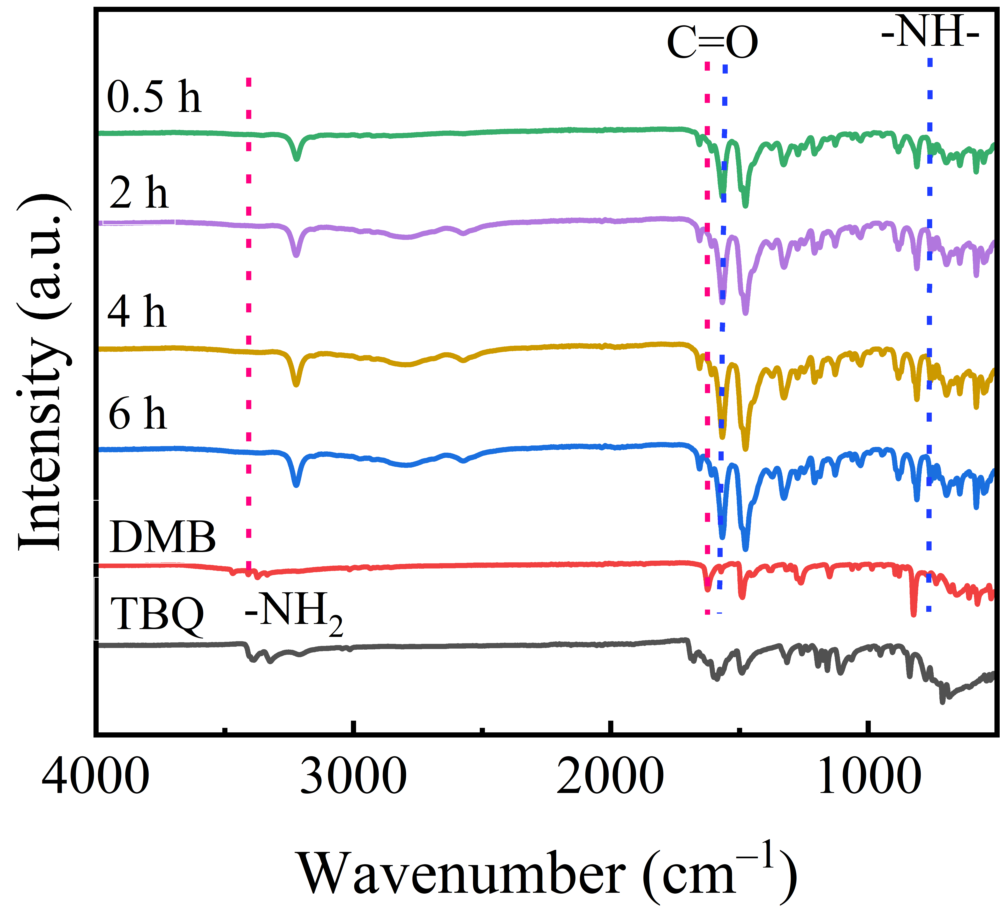 C=O
-NH-
0.5 h
2 h
4 h
6 h
DMB
TBQ
-NH₂
Intensity (a.u.)
4000
3000
2000
1000
Wavenumber (cm⁻¹)